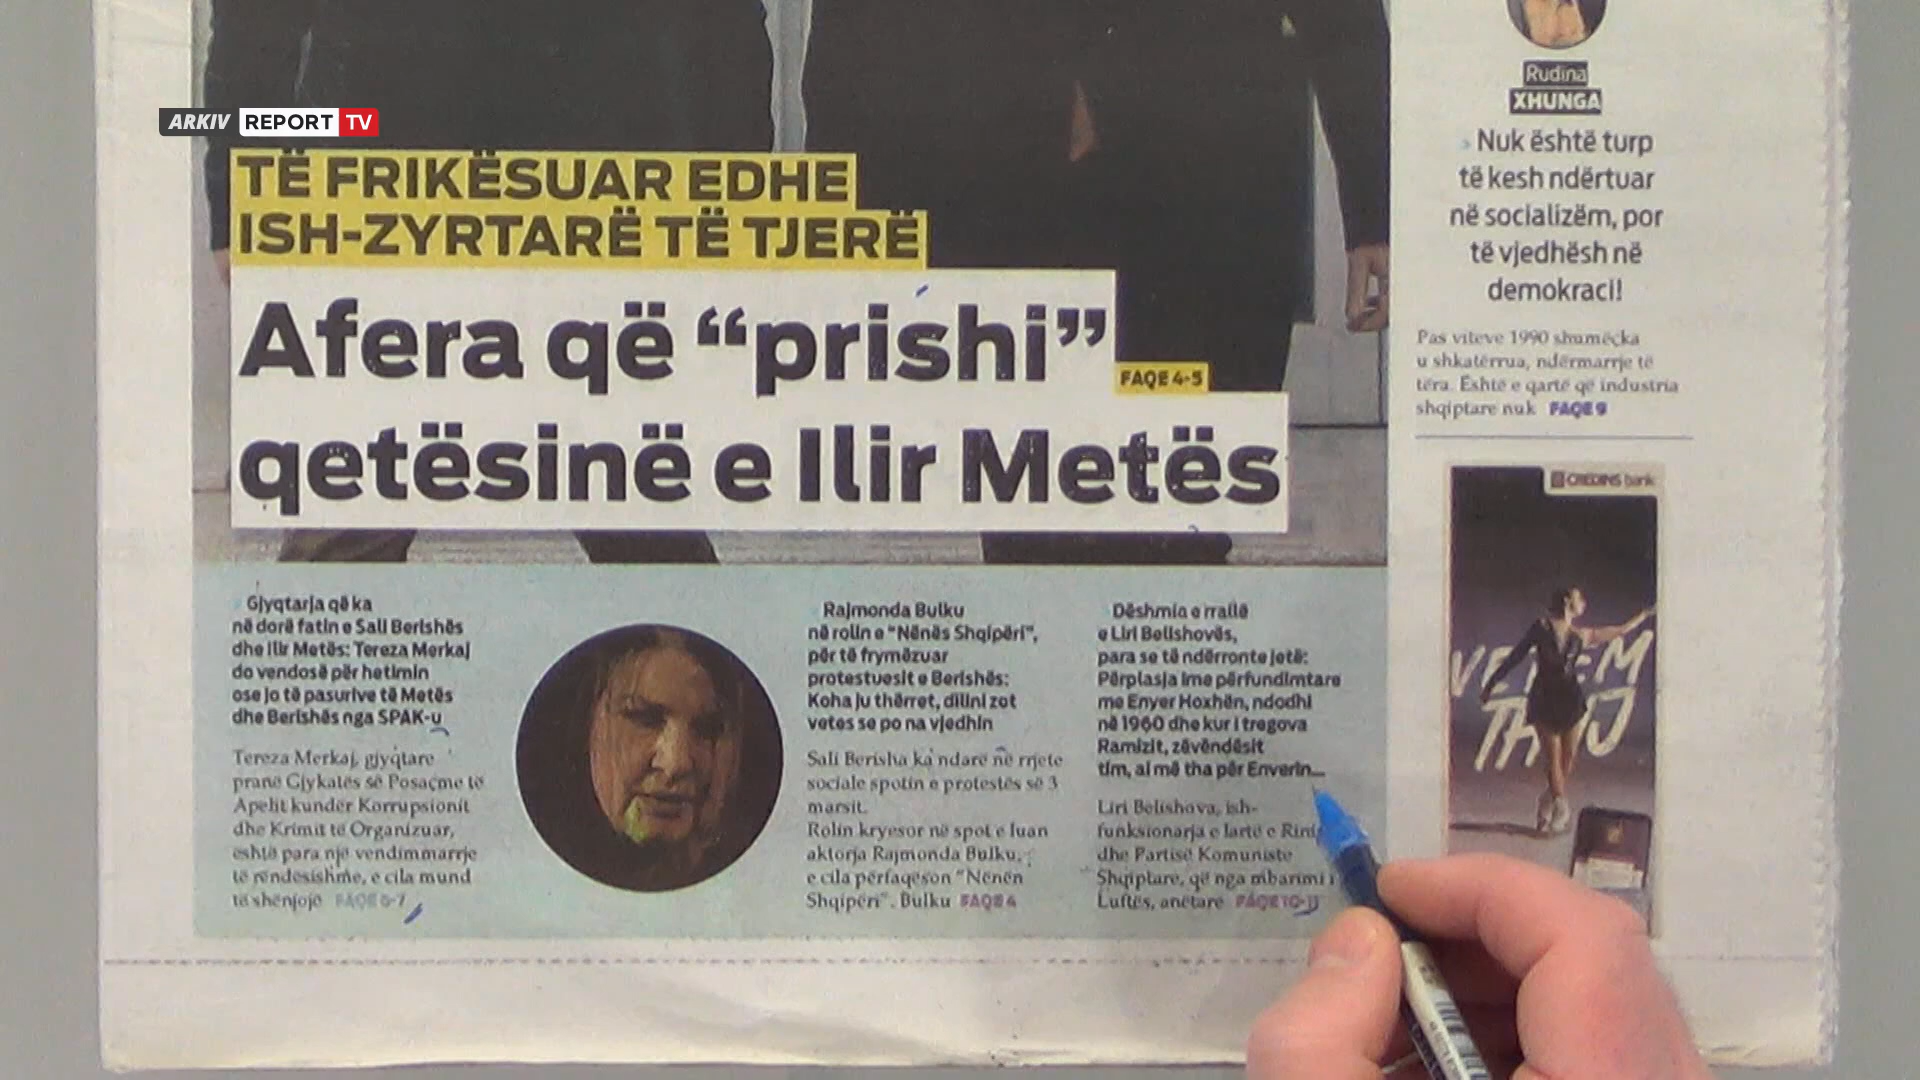 ARKIV REPORT TV
TË FRIKËSUAR EDHE
ISH-ZYRTARË TË TJERË
Afera që “prishi”
FAQE 4-5
qetësinë e Ilir Metës
Gjyqtarja që ka
në dorë fatin e Sali Berishës
dhe Ilir Metës: Tereza Merkaj
do vendosë për hetimin
ose jo të pasurive të Metës
dhe Berishës nga SPAK-u
Tereza Merkaj, gjyqtare
pranë Gjykatës së Posaçme të
Apelit kundër Korrupsionit
dhe Krimit të Organizuar,
është para një vendimmarrje
të rëndësishme, e cila mund
të shënjojë FAQE 6-7
Rajmonda Bulku
në rolin e “Nënës Shqipëri”,
për të frymëzuar
protestuesit e Berishës:
Koha ju thërret, dilini zot
vetes se po na vjedhin
Sali Berisha ka ndarë në rrjete
sociale spotin e protestës së 3
marsit.
Rolin kryesor në spot e luan
aktorja Rajmonda Bulku,
e cila përfaqëson “Nënën
Shqipëri”. Bulku FAQE 4
Dëshmia e rrallë
e Liri Belishovës,
para se të ndërronte jetë:
Përplasja ime përfundimtare
me Enver Hoxhën, ndodhi
në 1960 dhe kur i tregova
Ramizit, zëvëndësit
tim, ai më tha për Enverin...
Liri Belishova, ish-
funksionarja e lartë e
dhe Partisë Komuniste
Shqiptare, që nga mbarimi i
Luftës, anëtare FAQE 10-11
Rudina
XHUNGA
Nuk është turp
të kesh ndërtuar
në socializëm, por
të vjedhësh në
demokraci!
Pas viteve 1990 shumëçka
u shkatërrua, ndërmarrje të
tëra. Është e qartë që industria
shqiptare nuk FAQE 9
CREDINS bank
VETËM